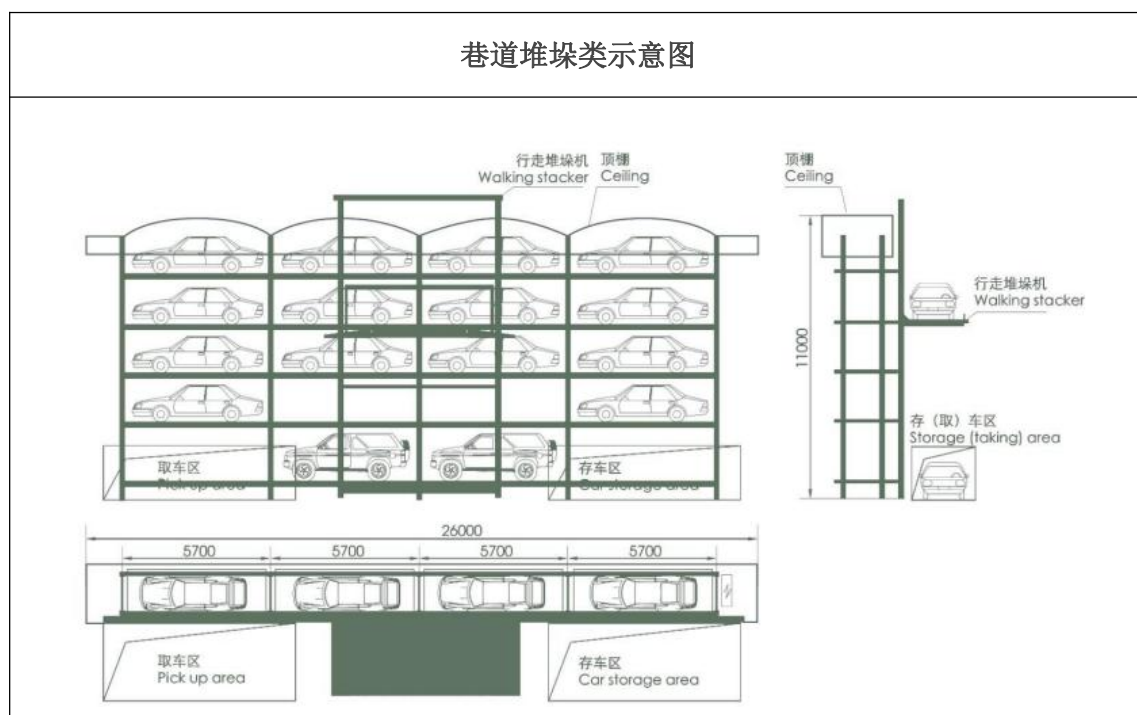 巷道堆垛类示意图
行走堆垛机
Walking stacker
顶棚
Ceiling
顶棚
Ceiling
行走堆垛机
Walking stacker
11000
存（取）车区
Storage (taking) area
取车区
Pick up area
存车区
Car storage area
26000
5700
5700
5700
5700
取车区
Pick up area
存车区
Car storage area